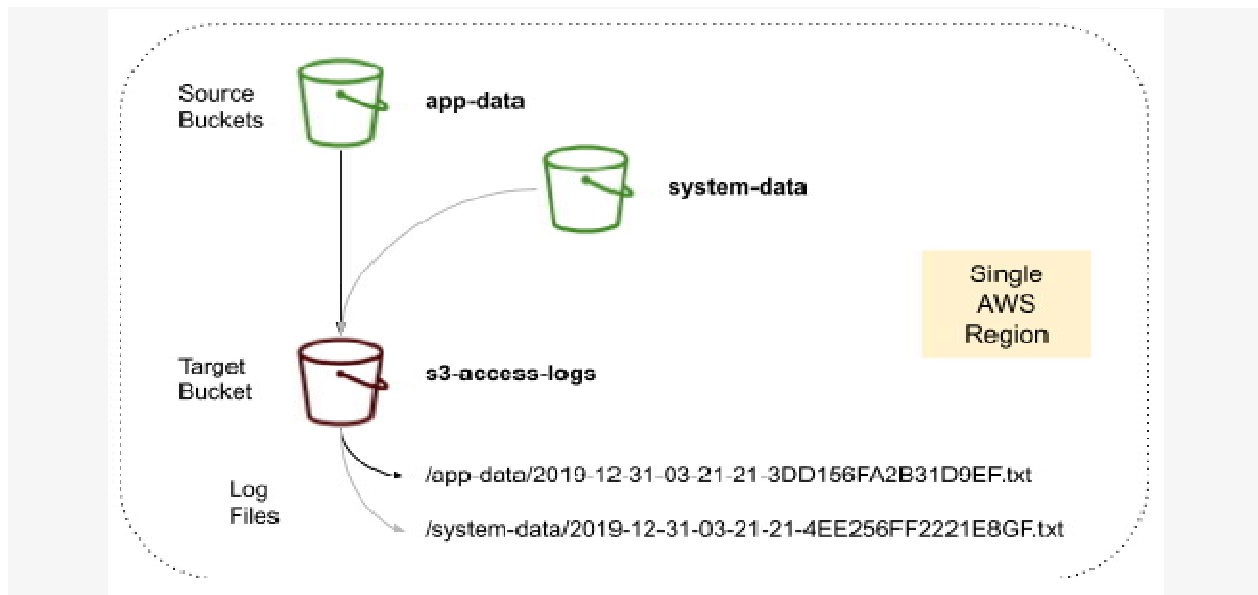 Source
Buckets
app-data
system-data
Single
AWS
Region
Target
Bucket
s3-access-logs
/app-data/2019-12-31-03-21-21-3DD156FA2B31D9EF.txt
Log
Files
/system-data/2019-12-31-03-21-21-4EE256FF2221E8GF.txt